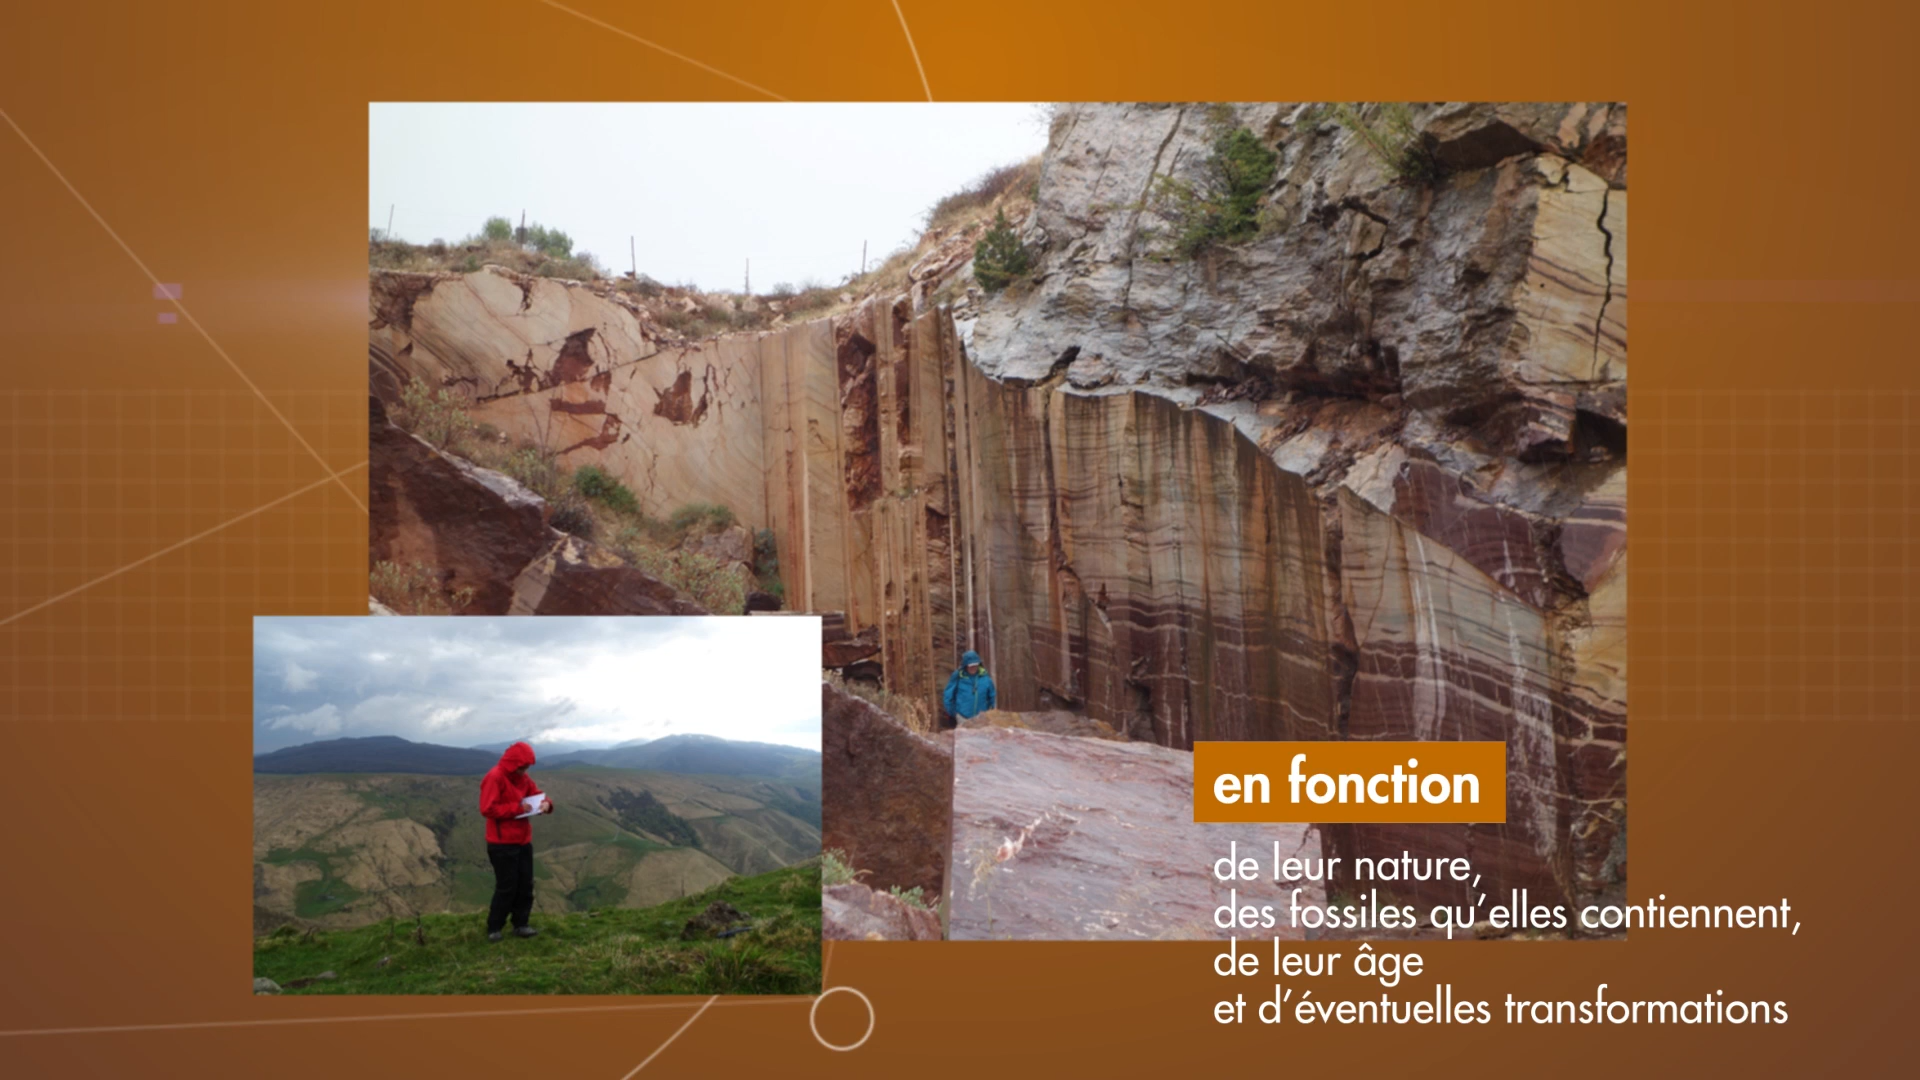 en fonction
de leur nature,
des fossiles qu’elles contiennent,
de leur âge
et d’éventuelles transformations